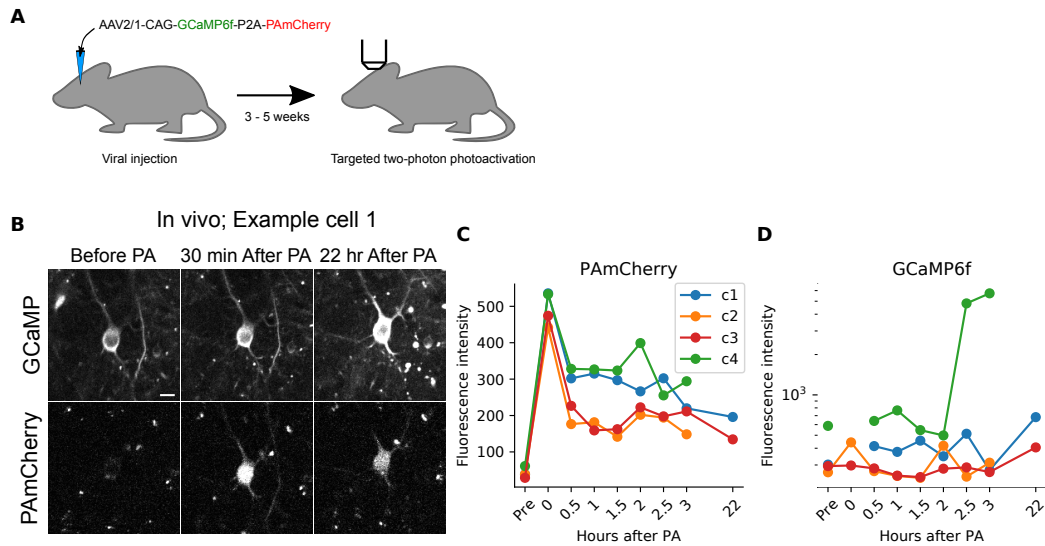 A
AAV2/1-CAG-GCaMP6f-P2A-PAmCherry
3 - 5 weeks
Viral injection
Targeted two-photon photoactivation
B
In vivo; Example cell 1
Before PA
30 min After PA
22 hr After PA
GCaMP
PAmCherry
C
PAmCherry
Fluorescence intensity
500
400
300
200
100
c1
c2
c3
c4
Pre
0
0.5
1
1.5
2
2.5
3
22
Hours after PA
D
GCaMP6f
Fluorescence intensity
10³
Pre
0
0.5
1
1.5
2
2.5
3
22
Hours after PA